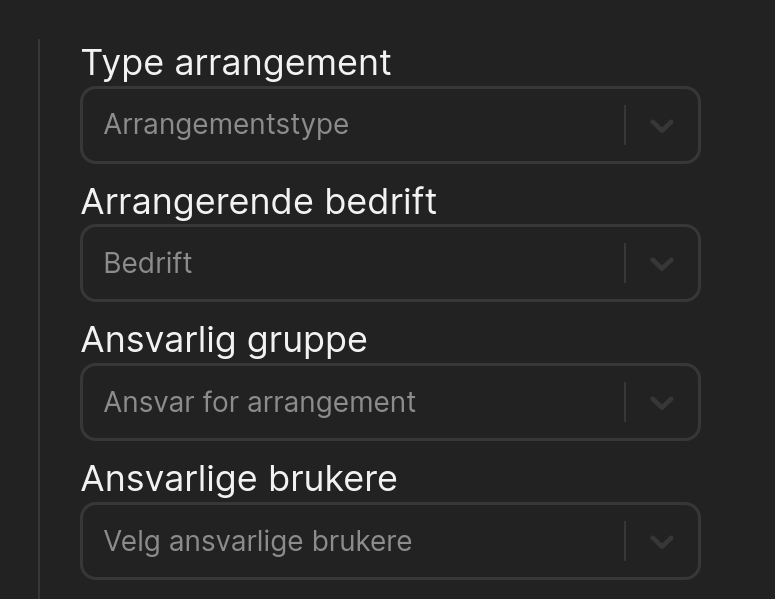 Type arrangement
Arrangementstype
Arrangerende bedrift
Bedrift
Ansvarlig gruppe
Ansvar for arrangement
Ansvarlige brukere
Velg ansvarlige brukere